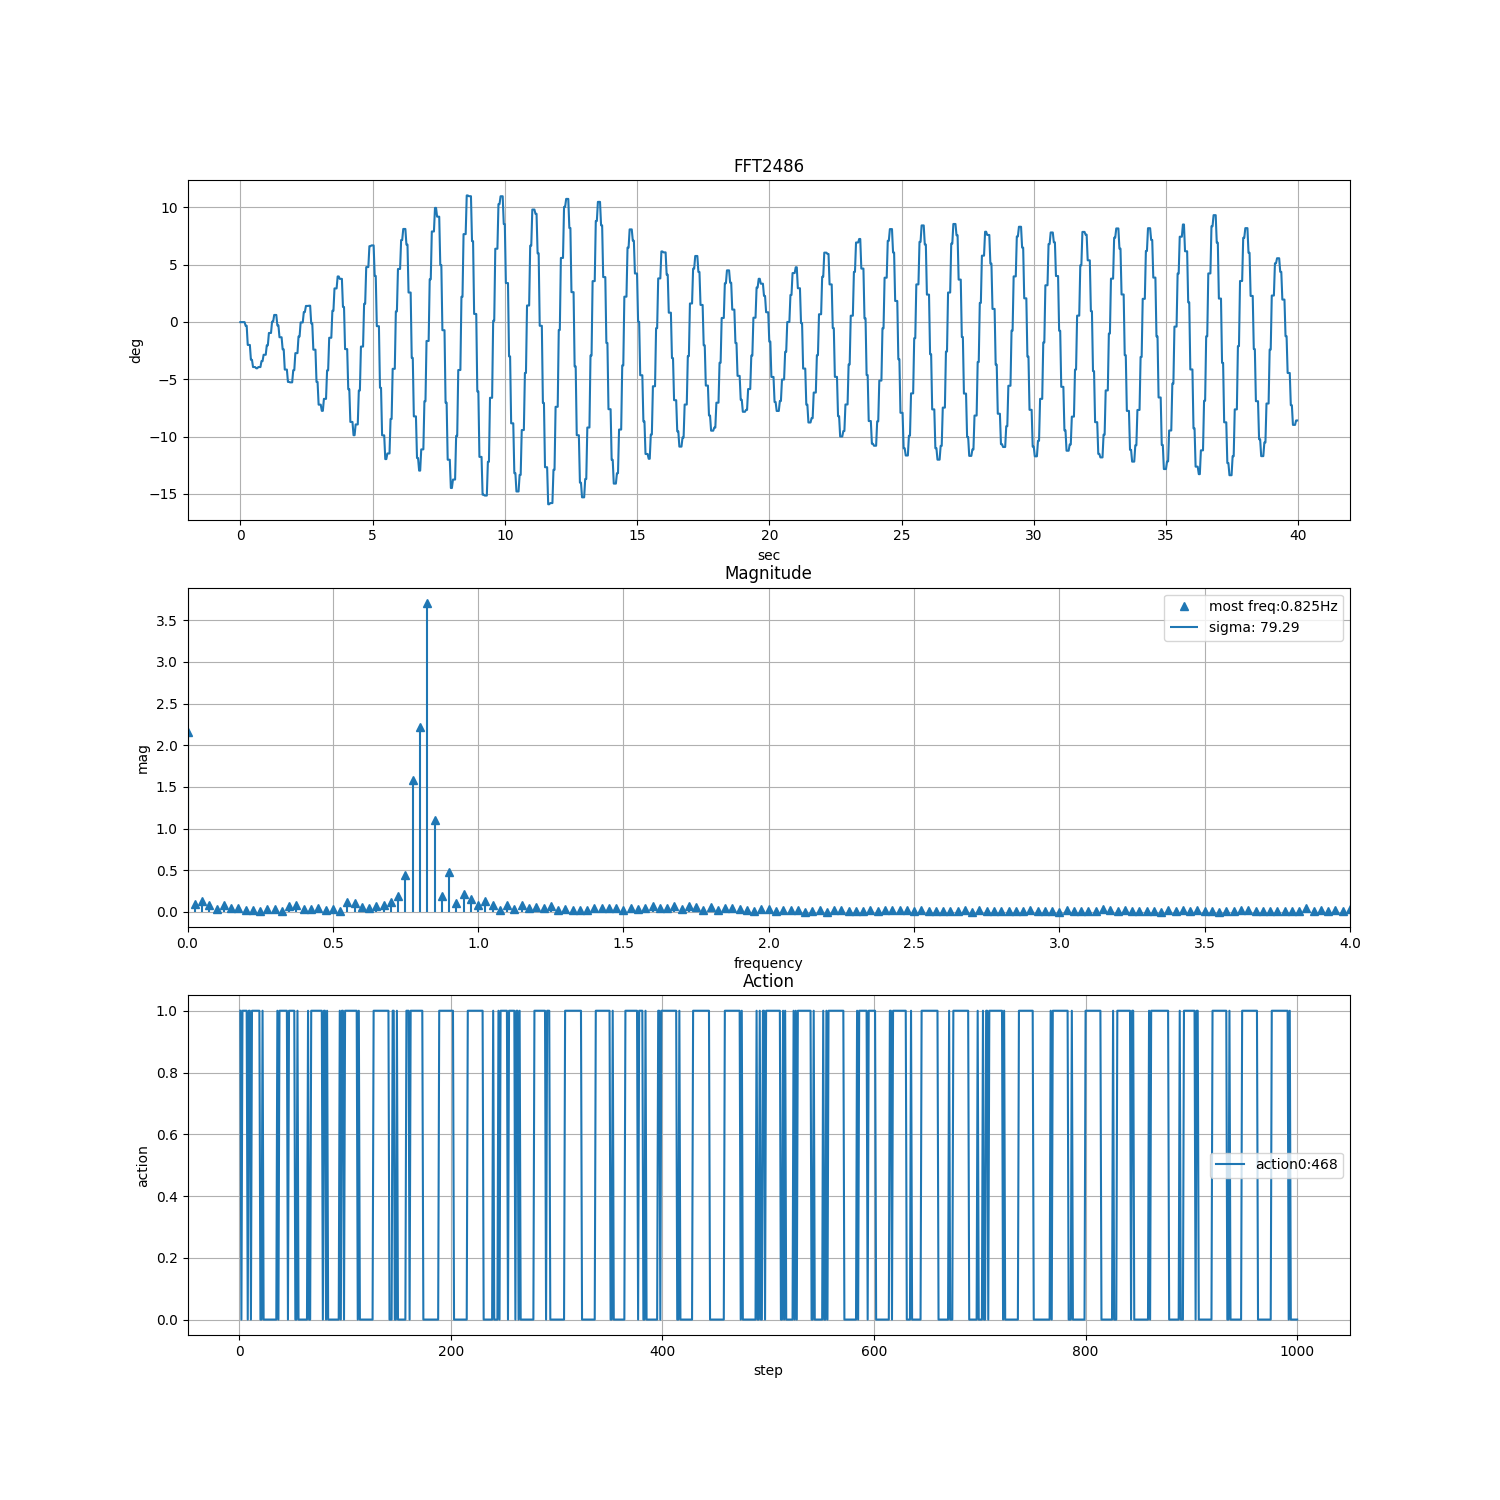 FFT2486
10
5
0
−5
−10
−15
deg
0 5 10 15 20 25 30 35 40
sec
Magnitude
most freq:0.825Hz
sigma: 79.29
3.5
3.0
2.5
2.0
1.5
1.0
0.5
0.0
mag
0.0 0.5 1.0 1.5 2.0 2.5 3.0 3.5 4.0
frequency
Action
1.0
0.8
0.6
0.4
0.2
0.0
action
action0:468
0 200 400 600 800 1000
step